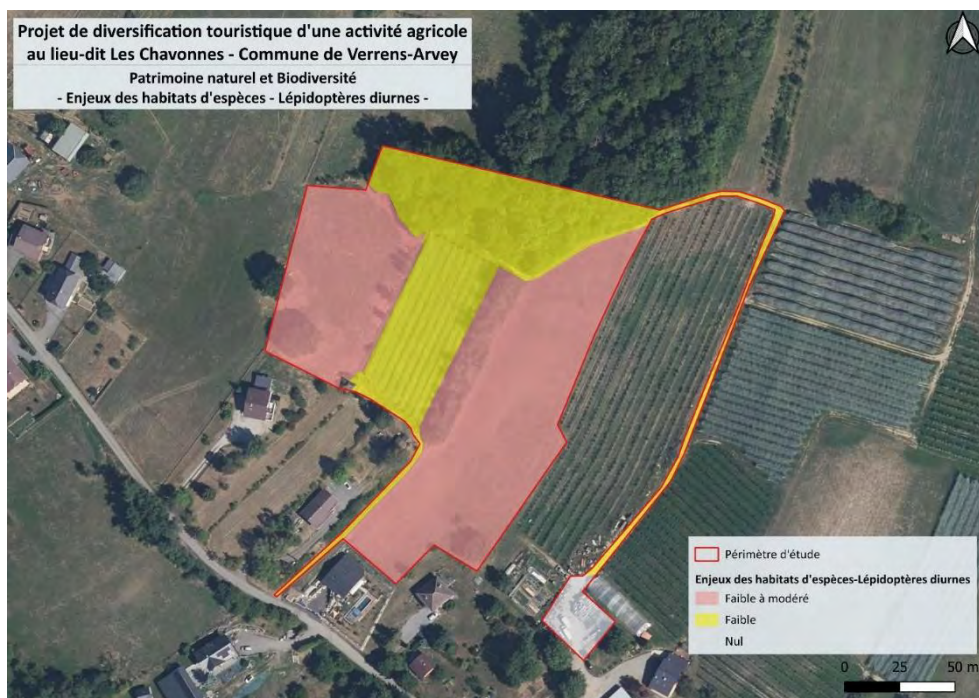 Projet de diversification touristique d'une activité agricole
au lieu-dit Les Chavonnes - Commune de Verrens-Arvey
Patrimoine naturel et Biodiversité
- Enjeux des habitats d'espèces - Lépidoptères diurnes -
Périmètre d'étude
Enjeux des habitats d'espèces-Lépidoptères diurnes
Faible à modéré
Faible
Nul
0 25 50 m